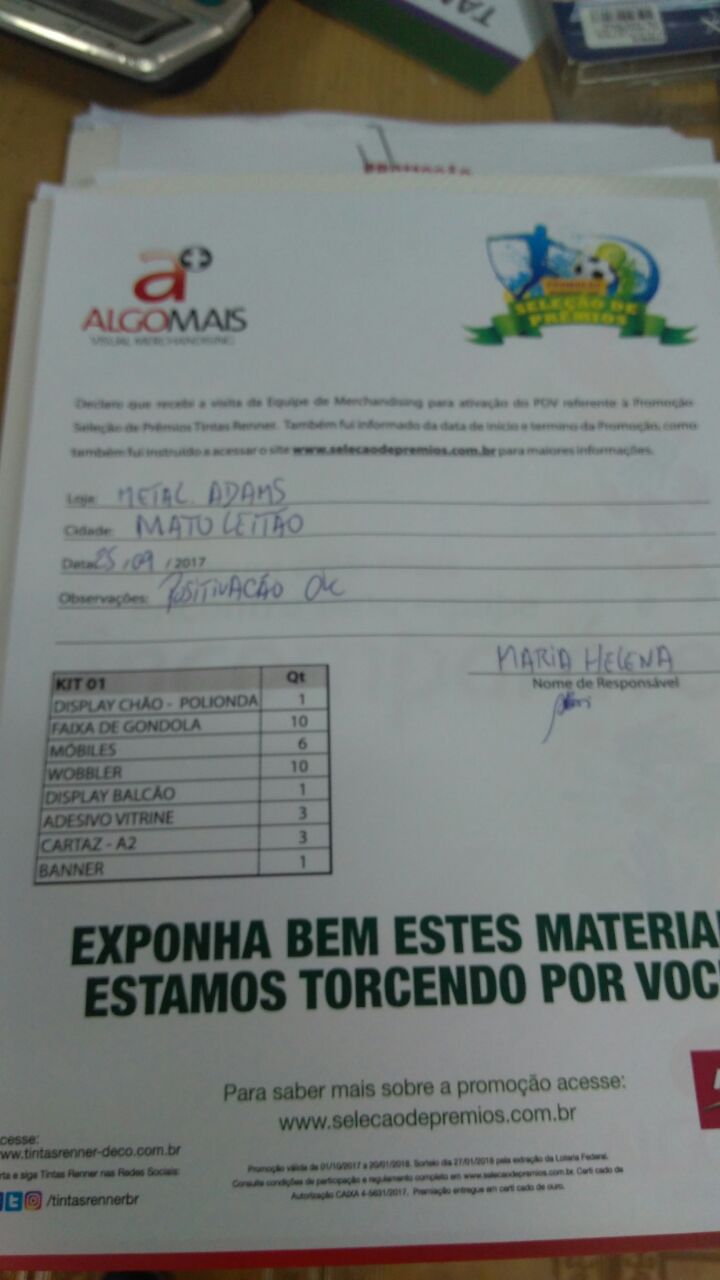 TAN
a+
ALGOMAIS
VISUAL MERCHANDISING
SELEÇÃO DE
PRÊMIOS
Declaro que recebi a visita da Equipe de Merchandising para ativação do PDV referente à Promoção
Seleção de Prêmios Tintas Renner. Também fui informado da data de início e termino da Promoção, como
também fui instruído a acessar o site www.selecaodepremios.com.br para maiores informações.
Loja: METAL. ADAMS
Cidade: MATO LEITÃO
Data: 25 / 09 / 2017
Observações: POSITIVAÇÃO OK
MARIA HELENA
Nome de Responsável
KIT 01 Qt
DISPLAY CHÃO - POLIONDA 1
FAIXA DE GONDOLA 10
MÓBILES 6
WOBBLER 10
DISPLAY BALCÃO 1
ADESIVO VITRINE 3
CARTAZ - A2 3
BANNER 1
EXPONHA BEM ESTES MATERIA
ESTAMOS TORCENDO POR VOC
Para saber mais sobre a promoção acesse:
www.selecaodepremios.com.br
cesse:
ww.tintasrenner-deco.com.br
rta e siga Tintas Renner nas Redes Sociais:
/tintasrennerbr
Promoção válida de 01/10/2017 a 20/01/2018. Sorteio dia 27/01/2018 pela extração da Loteria Federal.
Consulte condições de participação e regulamento completo em www.selecaodepremios.com.br. Certificado de
Autorização CAIXA 4-5631/2017. Premiação entregue em certificado de ouro.